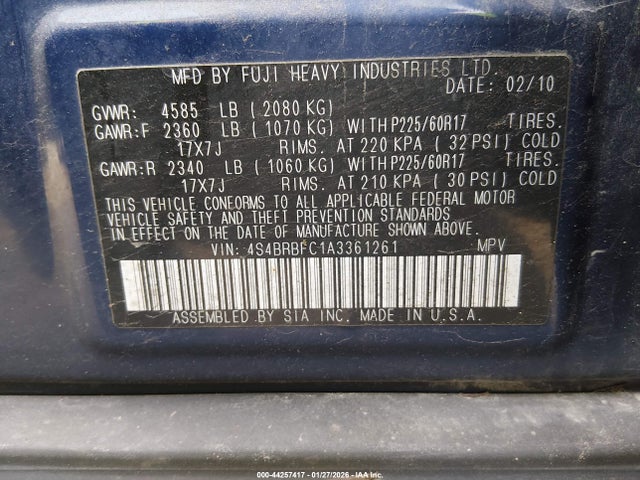 MFD BY FUJI HEAVY INDUSTRIES LTD.
DATE: 02/10
GVWR: 4585 LB (2080 KG)
GAWR:F 2360 LB (1070 KG) WITH P225/60R17 TIRES.
17X7J RIMS. AT 220 KPA (32 PSI) COLD
GAWR:R 2340 LB (1060 KG) WITH P225/60R17 TIRES.
17X7J RIMS. AT 210 KPA (30 PSI) COLD
THIS VEHICLE CONFORMS TO ALL APPLICABLE FEDERAL MOTOR
VEHICLE SAFETY AND THEFT PREVENTION STANDARDS
IN EFFECT ON THE DATE OF MANUFACTURE SHOWN ABOVE.
VIN: 4S4BRBFC1A3361261 MPV
ASSEMBLED BY SIA INC. MADE IN U.S.A.
000-44257417 - 01/27/2026 - IAA Inc.